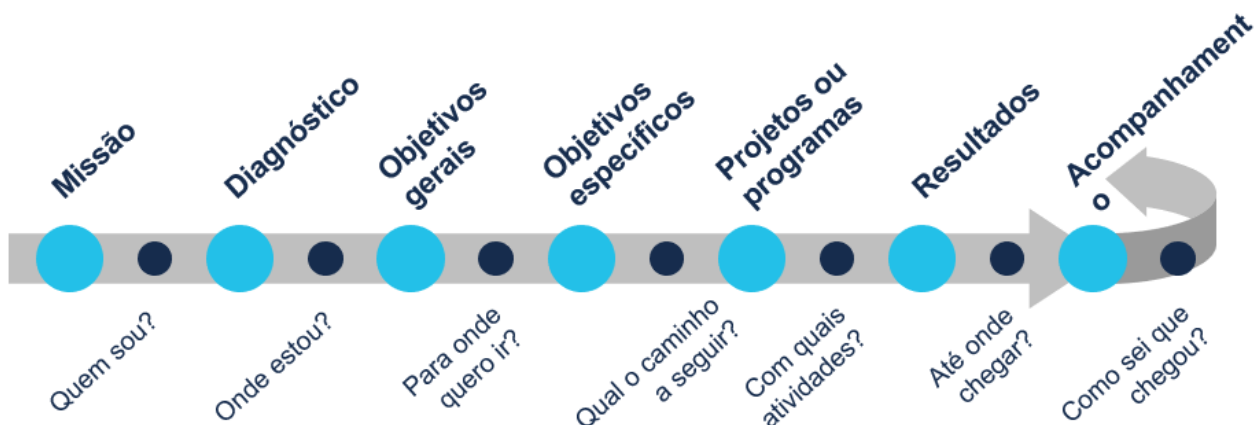 Missão
Diagnóstico
Objetivos
gerais
Objetivos
específicos
Projetos ou
programas
Resultados
Acompanhament
o
Quem sou?
Onde estou?
Para onde
quero ir?
Qual o caminho
a seguir?
Com quais
atividades?
Até onde
chegar?
Como sei que
chegou?